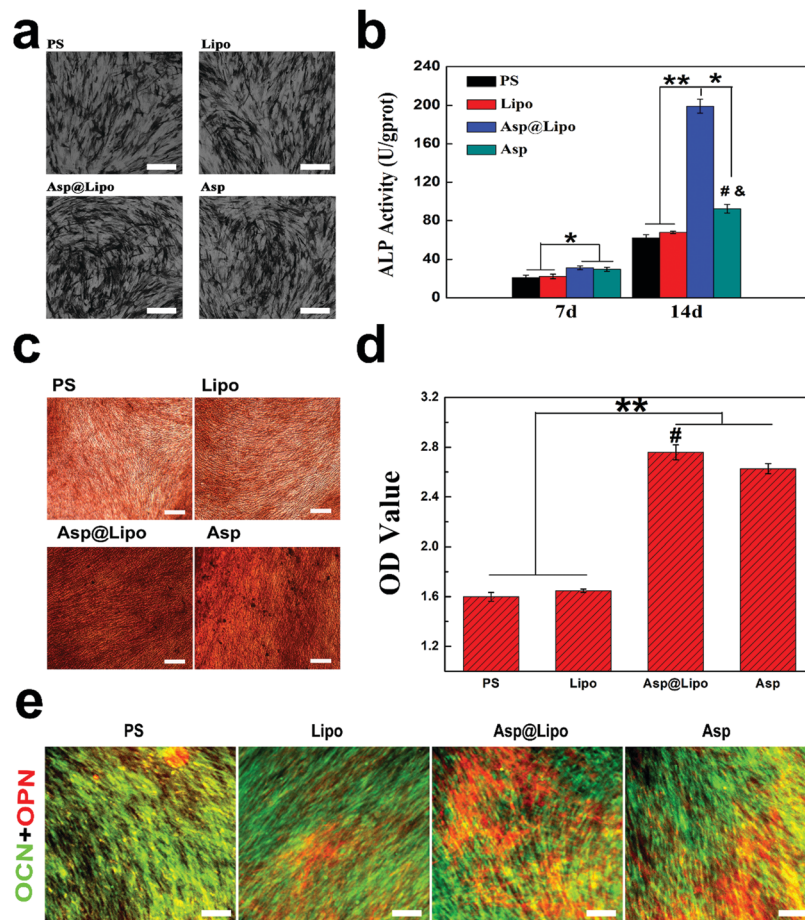 a
PS Lipo
Asp@Lipo Asp
b
ALP Activity (U/gprot)
240
200
160
120
80
40
0
PS
Lipo
Asp@Lipo
Asp
*
** *
# &
7d 14d
c
PS Lipo
Asp@Lipo Asp
d
OD Value
3.2
2.8
2.4
2.0
1.6
1.2
**
#
PS Lipo Asp@Lipo Asp
e
PS Lipo Asp@Lipo Asp
OCN+OPN